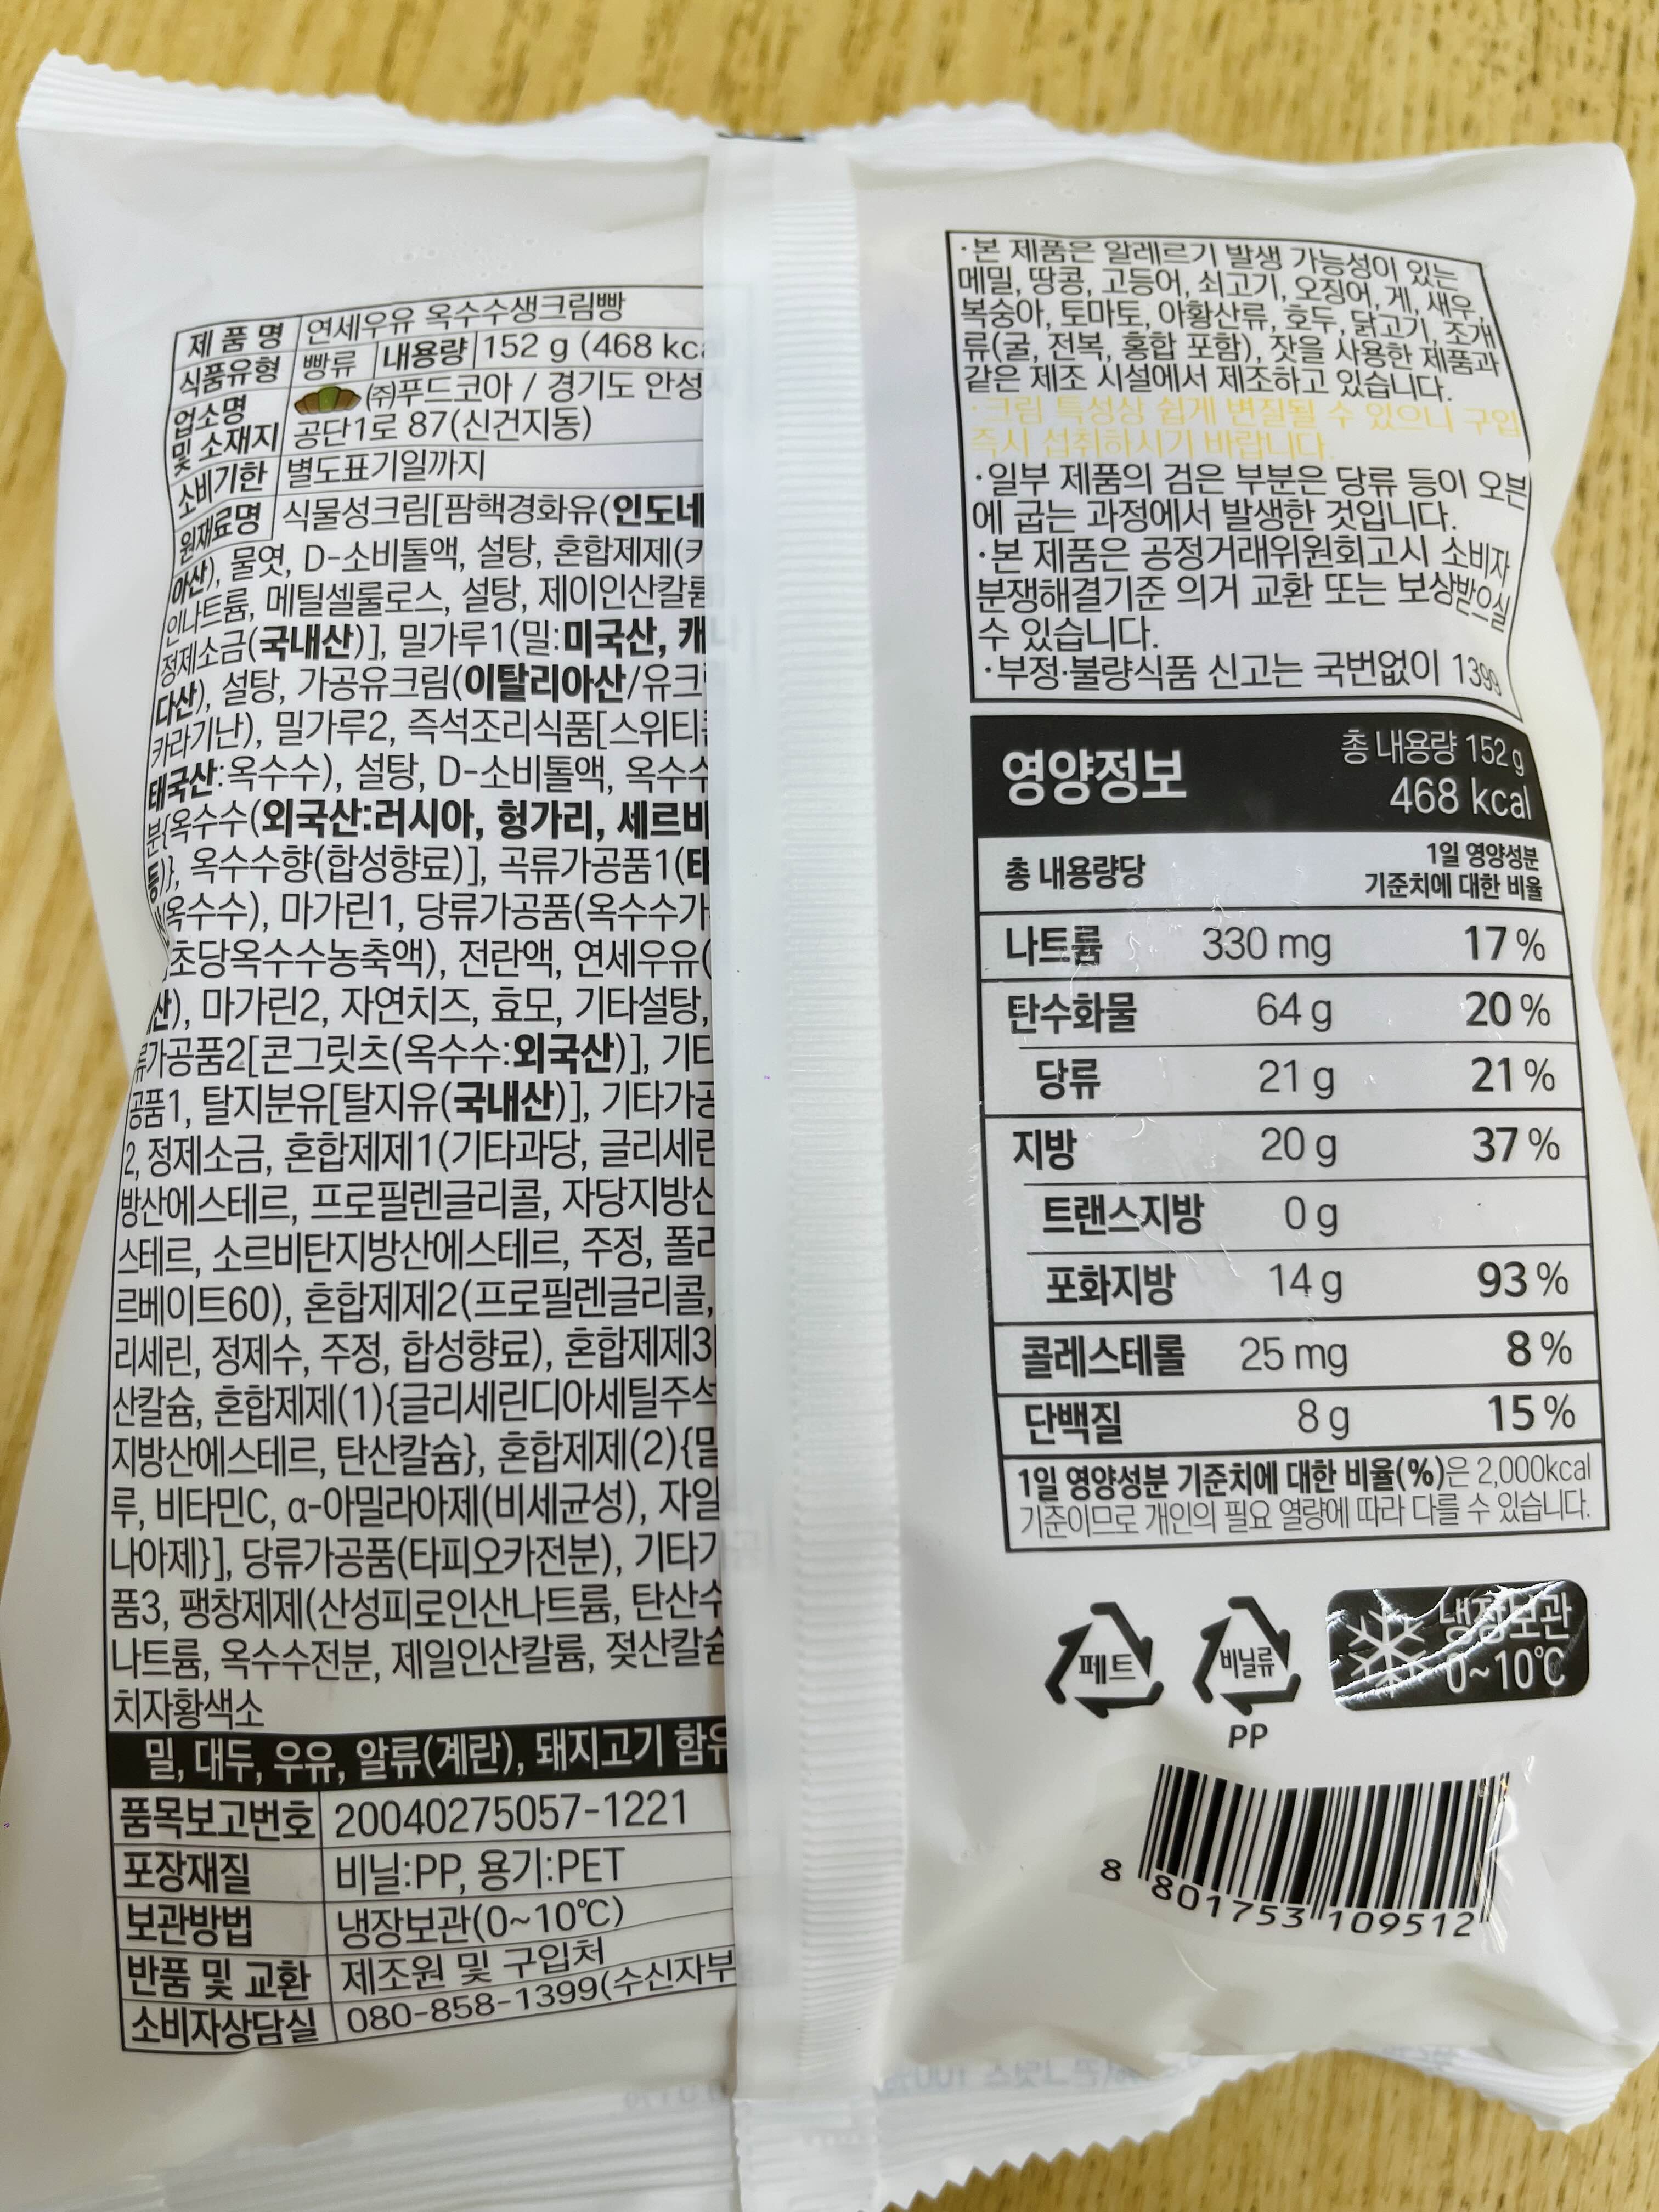 제 품 명 연세우유 옥수수생크림빵
식품유형 빵류 내용량 152 g (468 kca
업소명 (주)푸드코아 / 경기도 안성
및 소재지 공단1로 87(신건지동)
소비기한 별도표기일까지
원재료명 식물성크림[팜핵경화유(인도네
아산), 물엿, D-소비톨액, 설탕, 혼합제제(카
인나트륨, 메틸셀룰로스, 설탕, 제이인산칼륨
정제소금(국내산)], 밀가루1(밀:미국산, 캐나
다산), 설탕, 가공유크림(이탈리아산/유크
카라기난), 밀가루2, 즉석조리식품[스위티
태국산:옥수수), 설탕, D-소비톨액, 옥수수
분{옥수수(외국산:러시아, 헝가리, 세르비
등)}, 옥수수향(합성향료)], 곡류가공품1(태
옥수수), 마가린1, 당류가공품(옥수수가
초당옥수수농축액), 전란액, 연세우유(
산), 마가린2, 자연치즈, 효모, 기타설탕,
류가공품2[콘그릿츠(옥수수:외국산)], 기타
공품1, 탈지분유[탈지유(국내산)], 기타가공
2, 정제소금, 혼합제제1(기타과당, 글리세린
방산에스테르, 프로필렌글리콜, 자당지방산
스테르, 소르비탄지방산에스테르, 주정, 폴리
르베이트60), 혼합제제2(프로필렌글리콜,
리세린, 정제수, 주정, 합성향료), 혼합제제3
산칼슘, 혼합제제(1){글리세린디아세틸주석
지방산에스테르, 탄산칼슘}, 혼합제제(2){밀
루, 비타민C, α-아밀라아제(비세균성), 자일
나아제}], 당류가공품(타피오카전분), 기타가
품3, 팽창제제(산성피로인산나트륨, 탄산수
나트륨, 옥수수전분, 제일인산칼륨, 젖산칼슘
치자황색소
밀, 대두, 우유, 알류(계란), 돼지고기 함유
품목보고번호 20040275057-1221
포장재질 비닐:PP, 용기:PET
보관방법 냉장보관(0~10℃)
반품 및 교환 제조원 및 구입처
소비자상담실 080-858-1399(수신자부
·본 제품은 알레르기 발생 가능성이 있는
메밀, 땅콩, 고등어, 쇠고기, 오징어, 게, 새우,
복숭아, 토마토, 아황산류, 호두, 닭고기, 조개
류(굴, 전복, 홍합 포함), 잣을 사용한 제품과
같은 제조 시설에서 제조하고 있습니다.
·크림 특성상 쉽게 변질될 수 있으니 구입
즉시 섭취하시기 바랍니다.
·일부 제품의 검은 부분은 당류 등이 오븐
에 굽는 과정에서 발생한 것입니다.
·본 제품은 공정거래위원회고시 소비자
분쟁해결기준 의거 교환 또는 보상받으실
수 있습니다.
·부정·불량식품 신고는 국번없이 1399
영양정보 총 내용량 152 g
468 kcal
총 내용량당 1일 영양성분
기준치에 대한 비율
나트륨 330 mg 17 %
탄수화물 64 g 20 %
당류 21 g 21 %
지방 20 g 37 %
트랜스지방 0 g
포화지방 14 g 93 %
콜레스테롤 25 mg 8 %
단백질 8 g 15 %
1일 영양성분 기준치에 대한 비율(%)은 2,000kcal
기준이므로 개인의 필요 열량에 따라 다를 수 있습니다.
페트 비닐류 냉장보관
PP 0~10℃
8 801753 109512